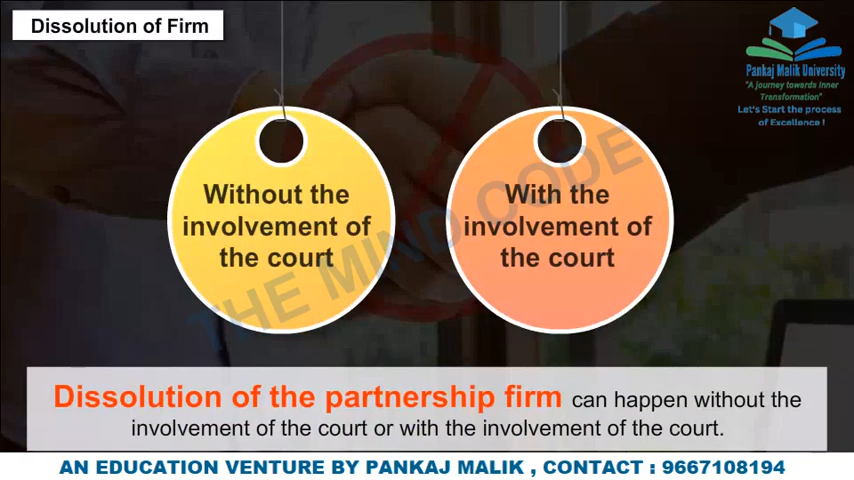 Dissolution of Firm
Pankaj Malik University
"A journey towards Inner
Transformation"
Let's Start the process
of Excellence !
Without the
involvement of
the court
With the
involvement of
the court
THE MIND CODE
Dissolution of the partnership firm can happen without the
involvement of the court or with the involvement of the court.
AN EDUCATION VENTURE BY PANKAJ MALIK , CONTACT : 9667108194